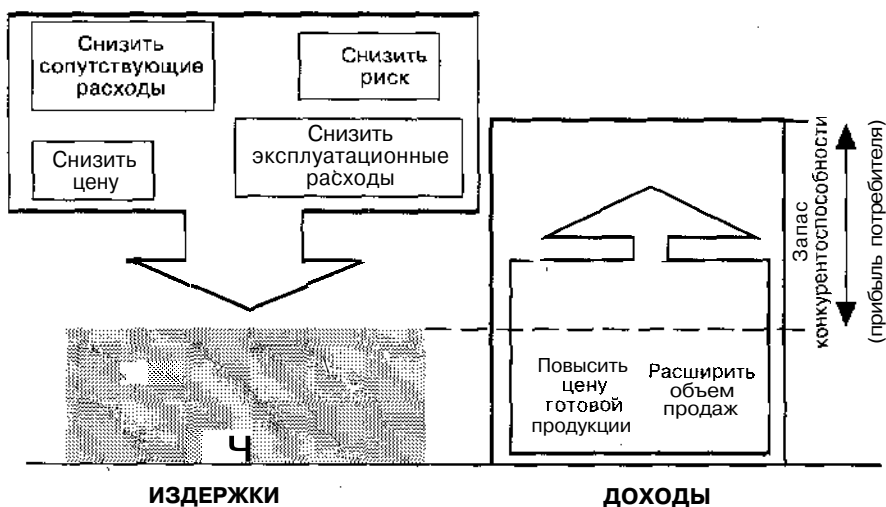 Снизить
сопутствующие
расходы
Снизить
риск
Снизить
цену
Снизить
эксплуатационные
расходы
Запас
конкурентоспособности
(прибыль потребителя)
Повысить
цену
готовой
продукции
Расширить
объем
продаж
Ч
ИЗДЕРЖКИ
ДОХОДЫ